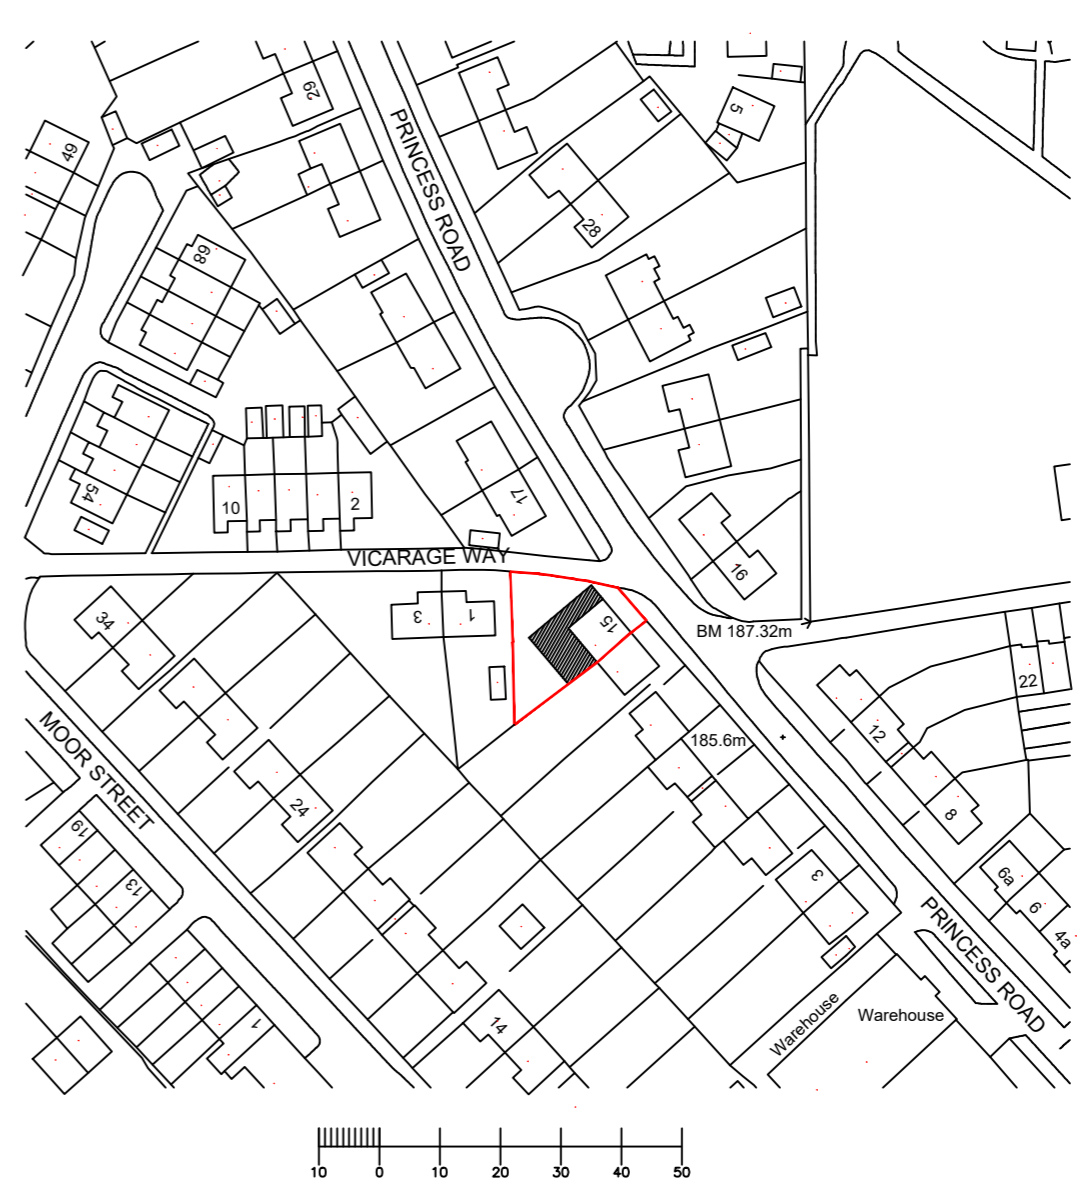 29
49
PRINCESS ROAD
5
28
68
17
54
10
2
VICARAGE WAY
16
34
3
1
15
BM 187.32m
22
12
185.6m
MOOR STREET
24
8
19
13
3
6a
6
4a
PRINCESS ROAD
1
14
Warehouse
Warehouse
10 0 10 20 30 40 50